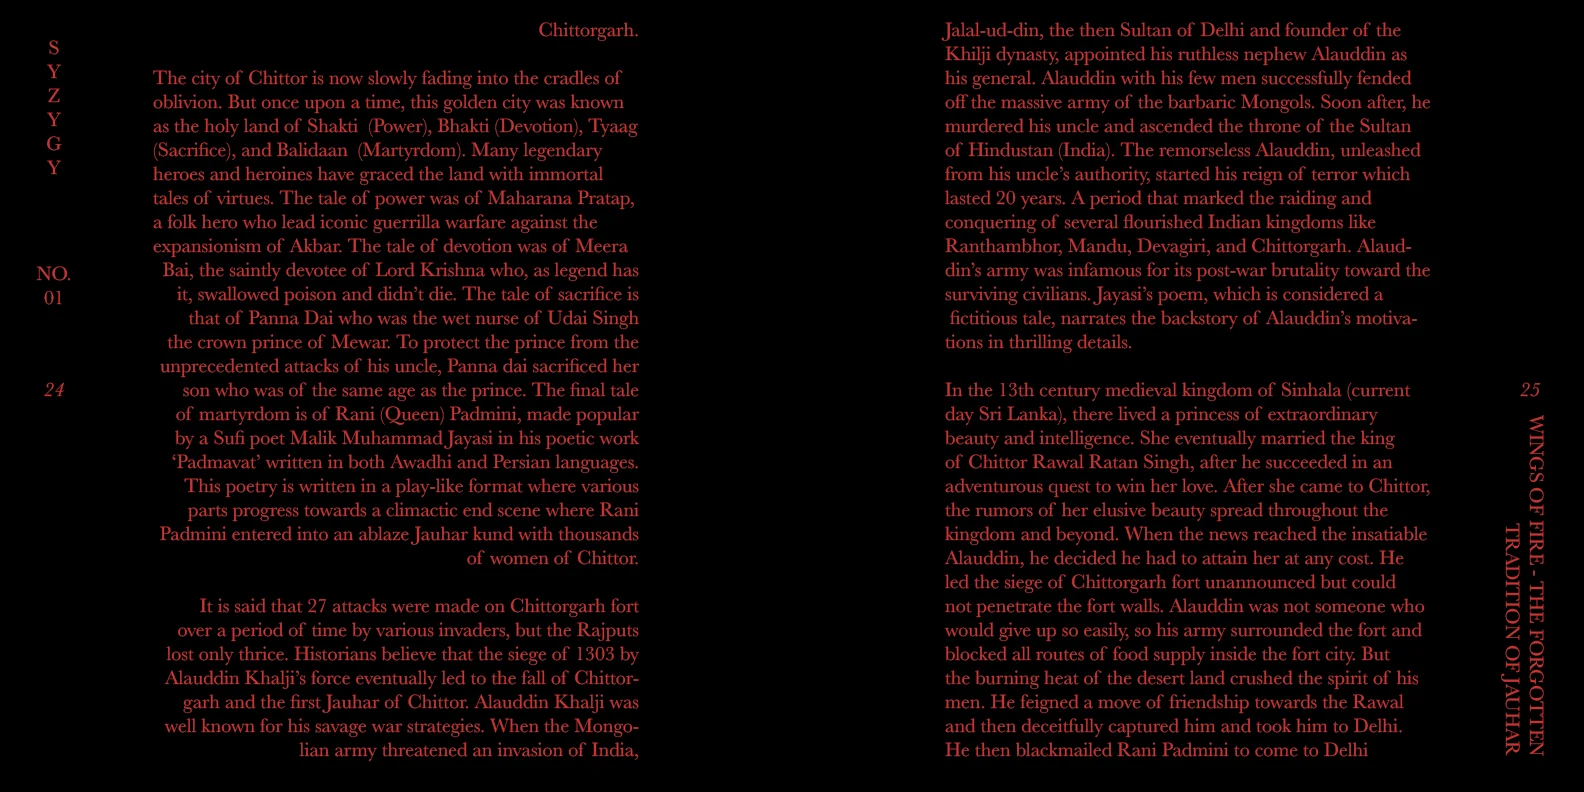 S
Y
Z
Y
G
Y
NO.
01
24
Chittorgarh.
The city of Chittor is now slowly fading into the cradles of
oblivion. But once upon a time, this golden city was known
as the holy land of Shakti (Power), Bhakti (Devotion), Tyaag
(Sacrifice), and Balidaan (Martyrdom). Many legendary
heroes and heroines have graced the land with immortal
tales of virtues. The tale of power was of Maharana Pratap,
a folk hero who lead iconic guerrilla warfare against the
expansionism of Akbar. The tale of devotion was of Meera
Bai, the saintly devotee of Lord Krishna who, as legend has
it, swallowed poison and didn’t die. The tale of sacrifice is
that of Panna Dai who was the wet nurse of Udai Singh
the crown prince of Mewar. To protect the prince from the
unprecedented attacks of his uncle, Panna dai sacrificed her
son who was of the same age as the prince. The final tale
of martyrdom is of Rani (Queen) Padmini, made popular
by a Sufi poet Malik Muhammad Jayasi in his poetic work
‘Padmavat’ written in both Awadhi and Persian languages.
This poetry is written in a play-like format where various
parts progress towards a climactic end scene where Rani
Padmini entered into an ablaze Jauhar kund with thousands
of women of Chittor.
It is said that 27 attacks were made on Chittorgarh fort
over a period of time by various invaders, but the Rajputs
lost only thrice. Historians believe that the siege of 1303 by
Alauddin Khalji’s force eventually led to the fall of Chittor-
garh and the first Jauhar of Chittor. Alauddin Khalji was
well known for his savage war strategies. When the Mongo-
lian army threatened an invasion of India,
Jalal-ud-din, the then Sultan of Delhi and founder of the
Khilji dynasty, appointed his ruthless nephew Alauddin as
his general. Alauddin with his few men successfully fended
off the massive army of the barbaric Mongols. Soon after, he
murdered his uncle and ascended the throne of the Sultan
of Hindustan (India). The remorseless Alauddin, unleashed
from his uncle’s authority, started his reign of terror which
lasted 20 years. A period that marked the raiding and
conquering of several flourished Indian kingdoms like
Ranthambhor, Mandu, Devagiri, and Chittorgarh. Alaud-
din’s army was infamous for its post-war brutality toward the
surviving civilians. Jayasi’s poem, which is considered a
fictitious tale, narrates the backstory of Alauddin’s motiva-
tions in thrilling details.
In the 13th century medieval kingdom of Sinhala (current
day Sri Lanka), there lived a princess of extraordinary
beauty and intelligence. She eventually married the king
of Chittor Rawal Ratan Singh, after he succeeded in an
adventurous quest to win her love. After she came to Chittor,
the rumors of her elusive beauty spread throughout the
kingdom and beyond. When the news reached the insatiable
Alauddin, he decided he had to attain her at any cost. He
led the siege of Chittorgarh fort unannounced but could
not penetrate the fort walls. Alauddin was not someone who
would give up so easily, so his army surrounded the fort and
blocked all routes of food supply inside the fort city. But
the burning heat of the desert land crushed the spirit of his
men. He feigned a move of friendship towards the Rawal
and then deceitfully captured him and took him to Delhi.
He then blackmailed Rani Padmini to come to Delhi
25
WINGS OF FIRE - THE FORGOTTEN
TRADITION OF JAUHAR